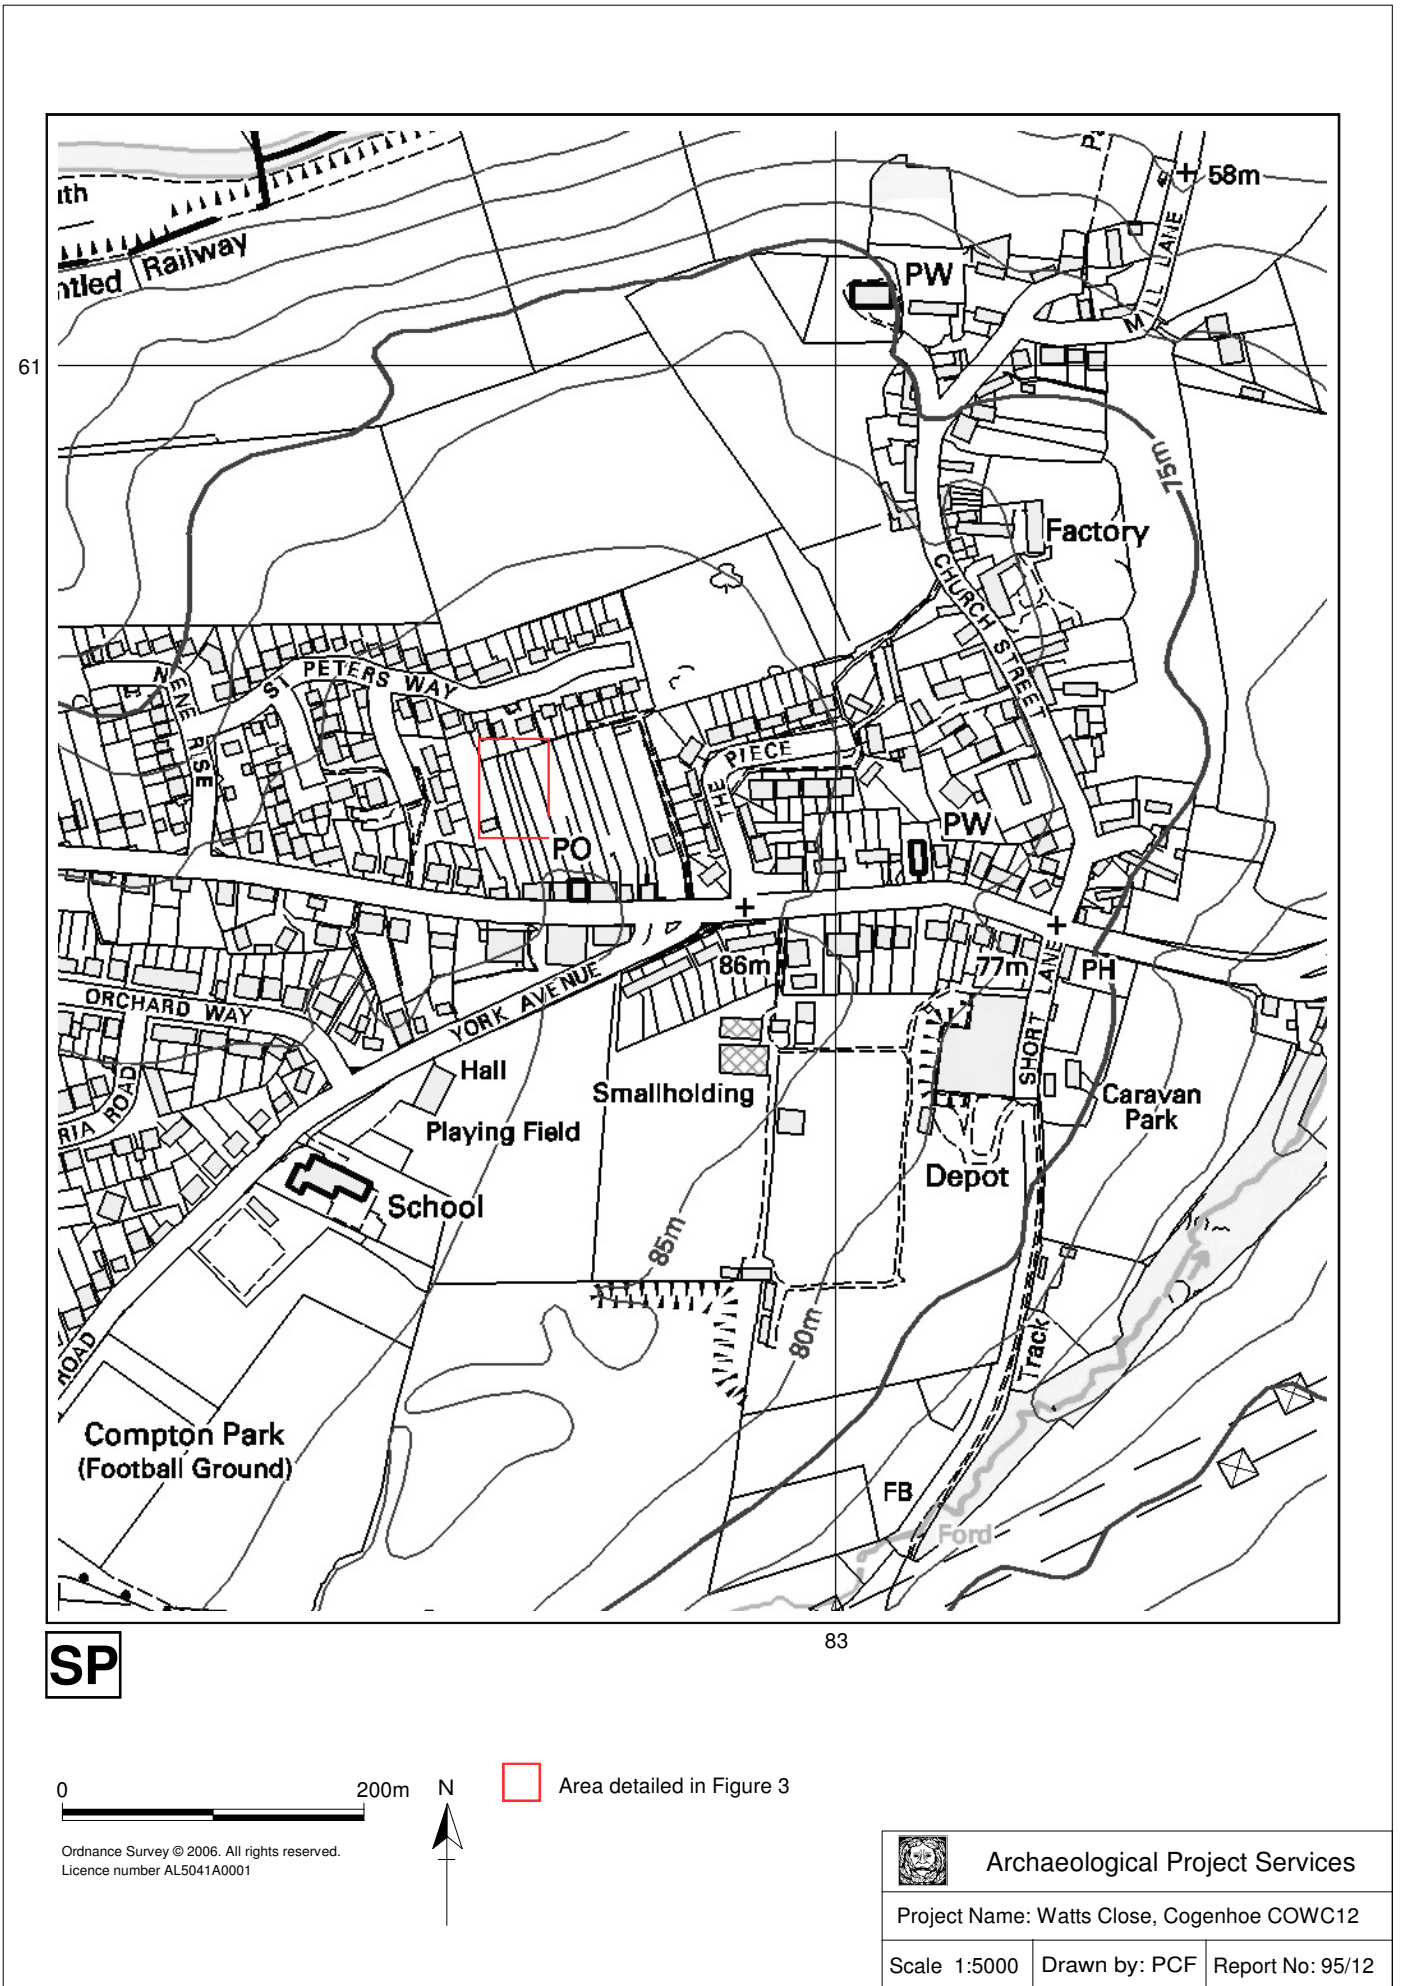 58m
uth
ntled Railway
MILL LANE
PW
61
75m
Factory
CHURCH STREET
NENE RISE
ST PETERS WAY
THE PIECE
PO
PW
86m
77m
PH
ORCHARD WAY
YORK AVENUE
SHORT LANE
Hall
Smallholding
Caravan
Park
RIA ROAD
Playing Field
Depot
School
85m
80m
Track
ROAD
Compton Park
(Football Ground)
FB
Ford
83
SP
0 200m N
Area detailed in Figure 3
Ordnance Survey © 2006. All rights reserved.
Licence number AL5041A0001
Archaeological Project Services
Project Name: Watts Close, Cogenhoe COWC12
Scale 1:5000 Drawn by: PCF Report No: 95/12